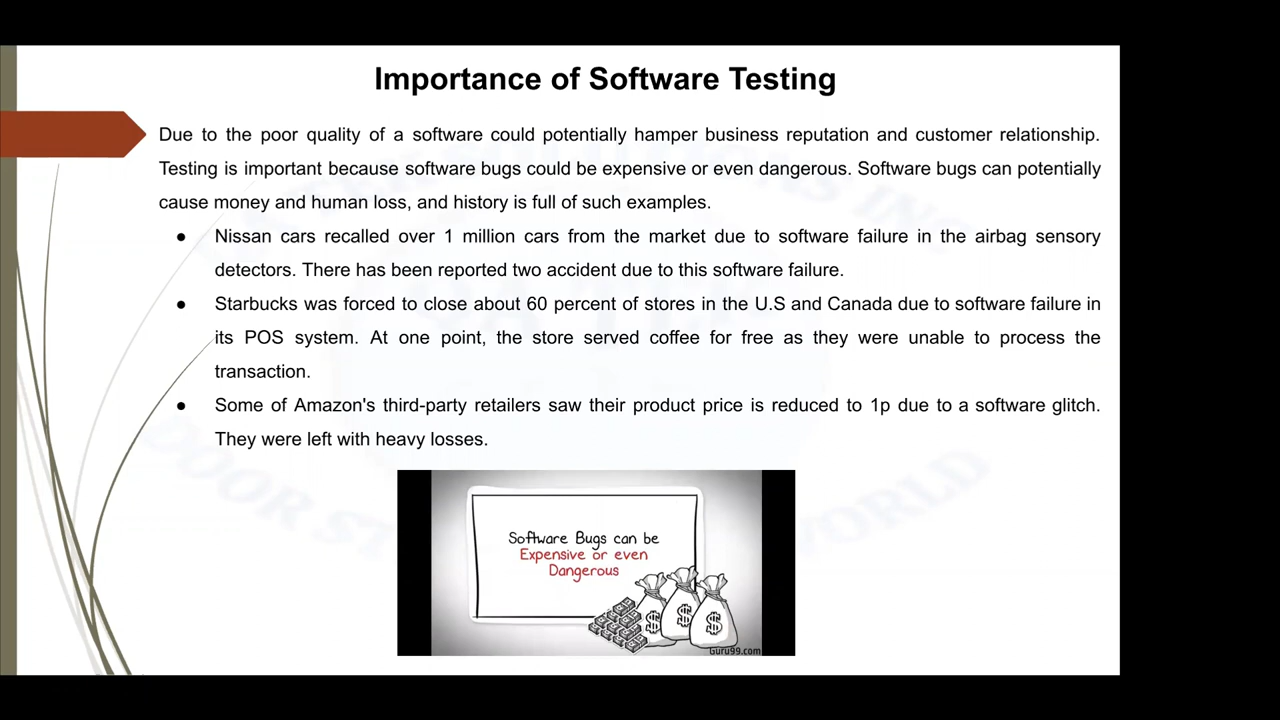 Importance of Software Testing
Due to the poor quality of a software could potentially hamper business reputation and customer relationship.
Testing is important because software bugs could be expensive or even dangerous. Software bugs can potentially
cause money and human loss, and history is full of such examples.
● Nissan cars recalled over 1 million cars from the market due to software failure in the airbag sensory
detectors. There has been reported two accident due to this software failure.
● Starbucks was forced to close about 60 percent of stores in the U.S and Canada due to software failure in
its POS system. At one point, the store served coffee for free as they were unable to process the
transaction.
● Some of Amazon's third-party retailers saw their product price is reduced to 1p due to a software glitch.
They were left with heavy losses.
Software Bugs can be
Expensive or even
Dangerous
$ $ $
Guru99.com